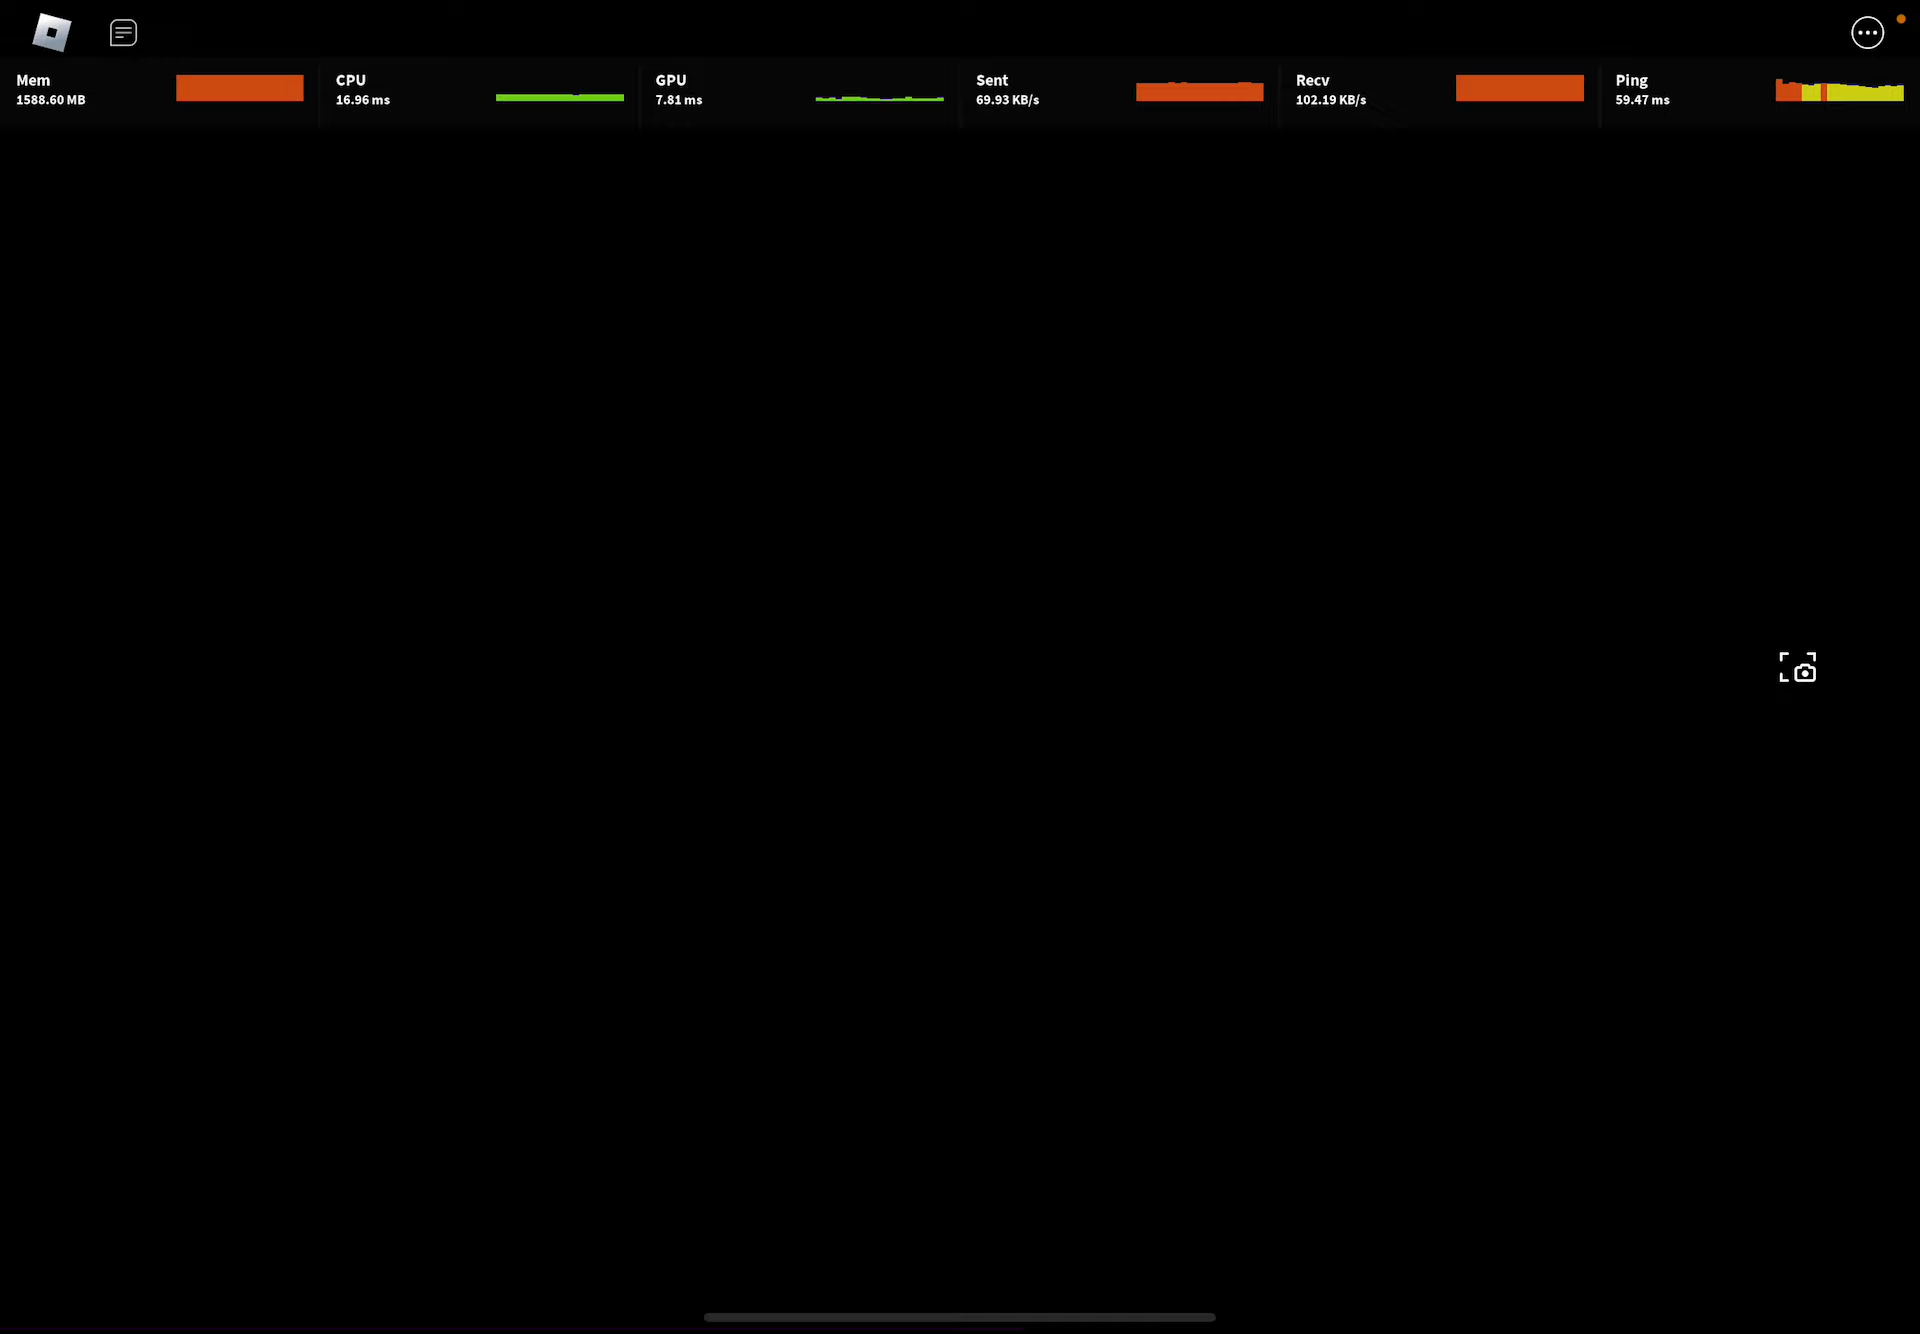 Mem
1588.60 MB
CPU
16.96 ms
GPU
7.81 ms
Sent
69.93 KB/s
Recv
102.19 KB/s
Ping
59.47 ms